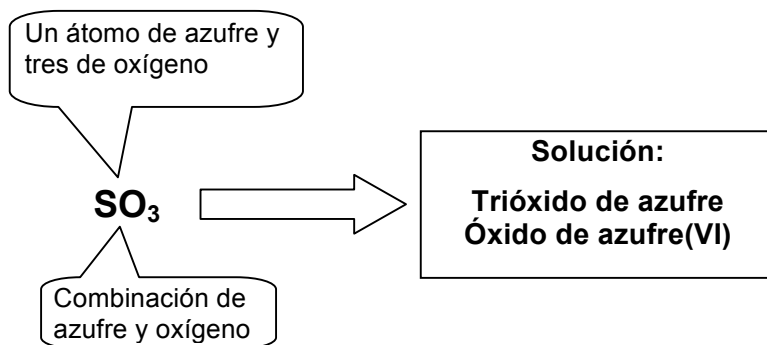 Un átomo de azufre y
tres de oxígeno
SO₃
Combinación de
azufre y oxígeno
Solución:
Trióxido de azufre
Óxido de azufre(VI)